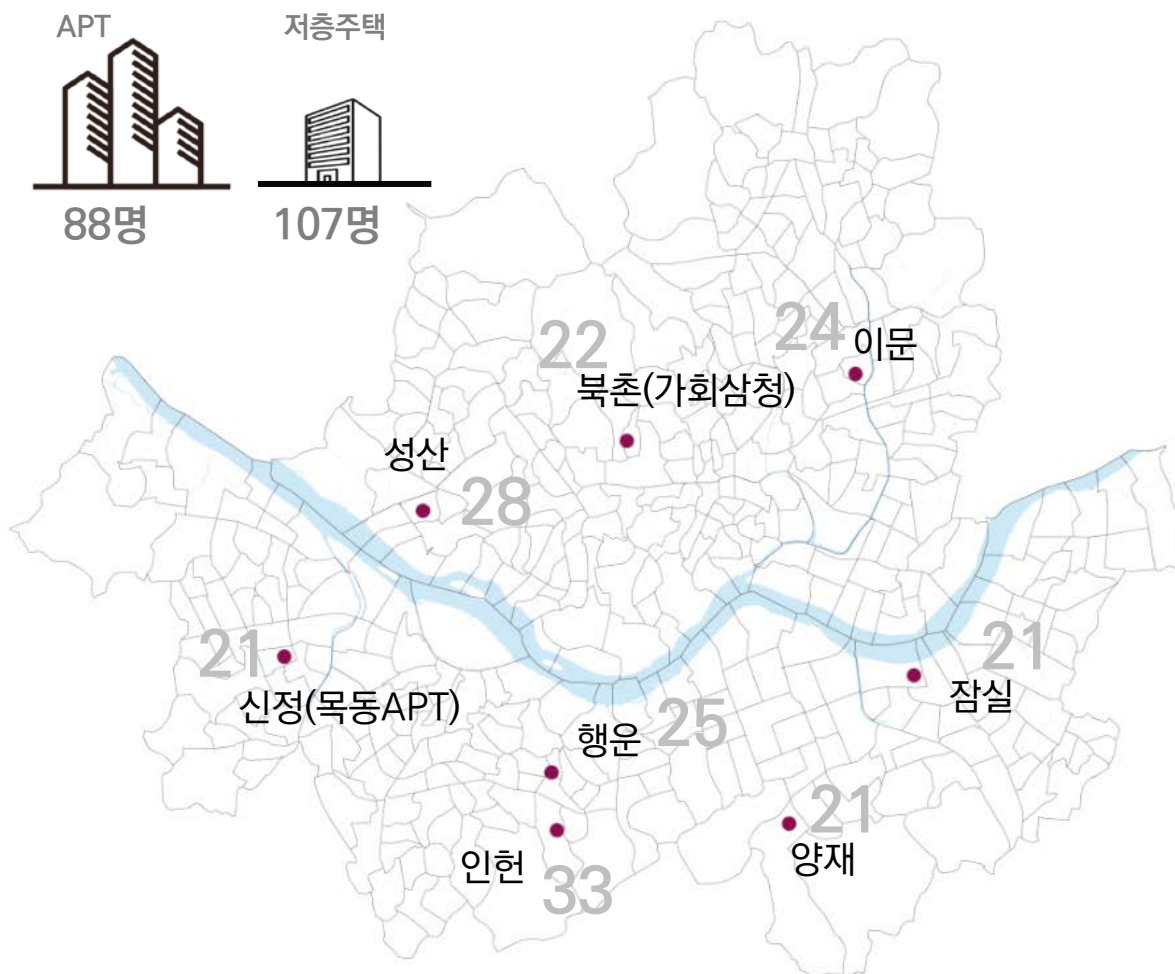 APT
저층주택
88명
107명
24
이문
22
북촌(가회삼청)
성산
28
21
신정(목동APT)
21
잠실
행운
25
21
양재
인헌
33